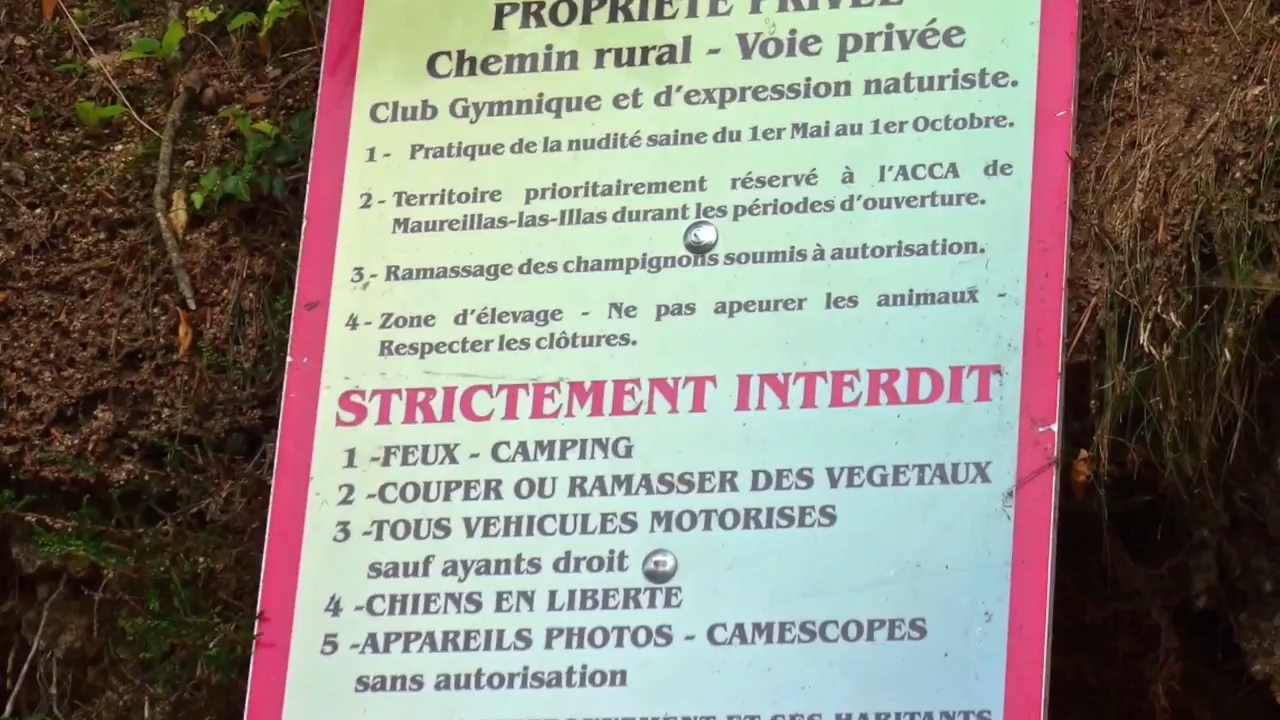 PROPRIETE PRIVEE
Chemin rural - Voie privée
Club Gymnique et d'expression naturiste.
1- Pratique de la nudité saine du 1er Mai au 1er Octobre.
2- Territoire prioritairement réservé à l'ACCA de
Maureillas-las-Illas durant les périodes d'ouverture.
3- Ramassage des champignons soumis à autorisation.
4- Zone d'élevage - Ne pas apeurer les animaux -
Respecter les clôtures.
STRICTEMENT INTERDIT
1 -FEUX - CAMPING
2 -COUPER OU RAMASSER DES VEGETAUX
3 -TOUS VEHICULES MOTORISES
sauf ayants droit
4 -CHIENS EN LIBERTE
5 -APPAREILS PHOTOS - CAMESCOPES
sans autorisation
ET SES HABITANTS